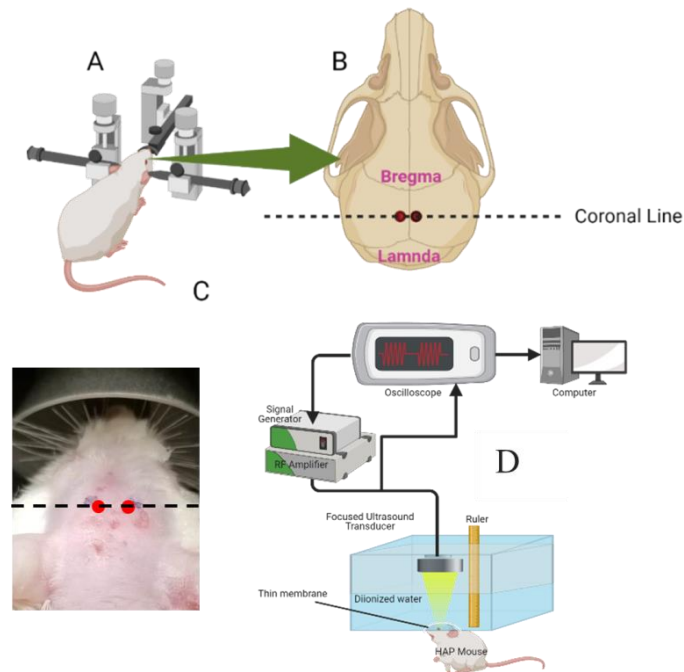 A
B
Bregma
Coronal Line
Lamnda
C
Oscilloscope
Computer
Signal
Generator
RF Amplifier
D
Focused Ultrasound
Transducer
Ruler
Diionized water
Thin membrane
HAP Mouse